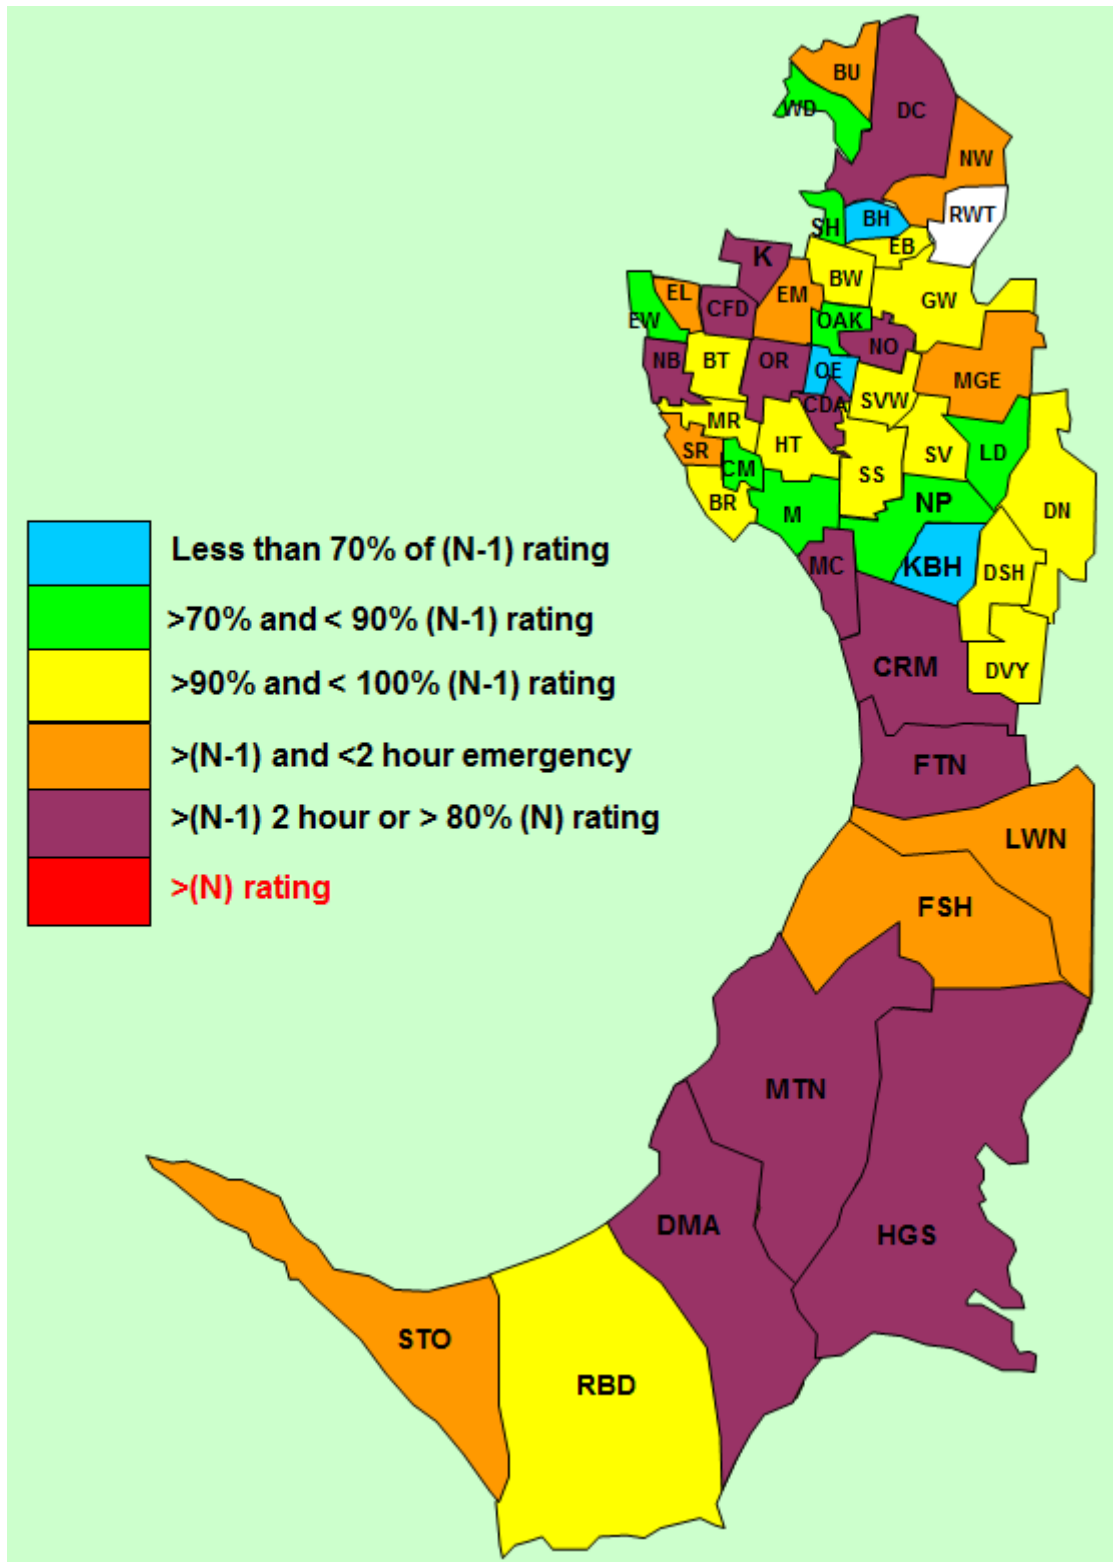 BU
WD
DC
NW
RWT
SH
BH
EB
K
BW
GW
EL
EM
CFD
EW
OAK
NO
NB
BT
OR
OE
MGE
CDA
SVW
MR
HT
SR
CM
SS
SV
LD
BR
M
NP
DN
Less than 70% of (N-1) rating
MC
KBH
DSH
>70% and < 90% (N-1) rating
CRM
DVY
>90% and < 100% (N-1) rating
>(N-1) and <2 hour emergency
FTN
>(N-1) 2 hour or > 80% (N) rating
LWN
>(N) rating
FSH
MTN
DMA
HGS
STO
RBD